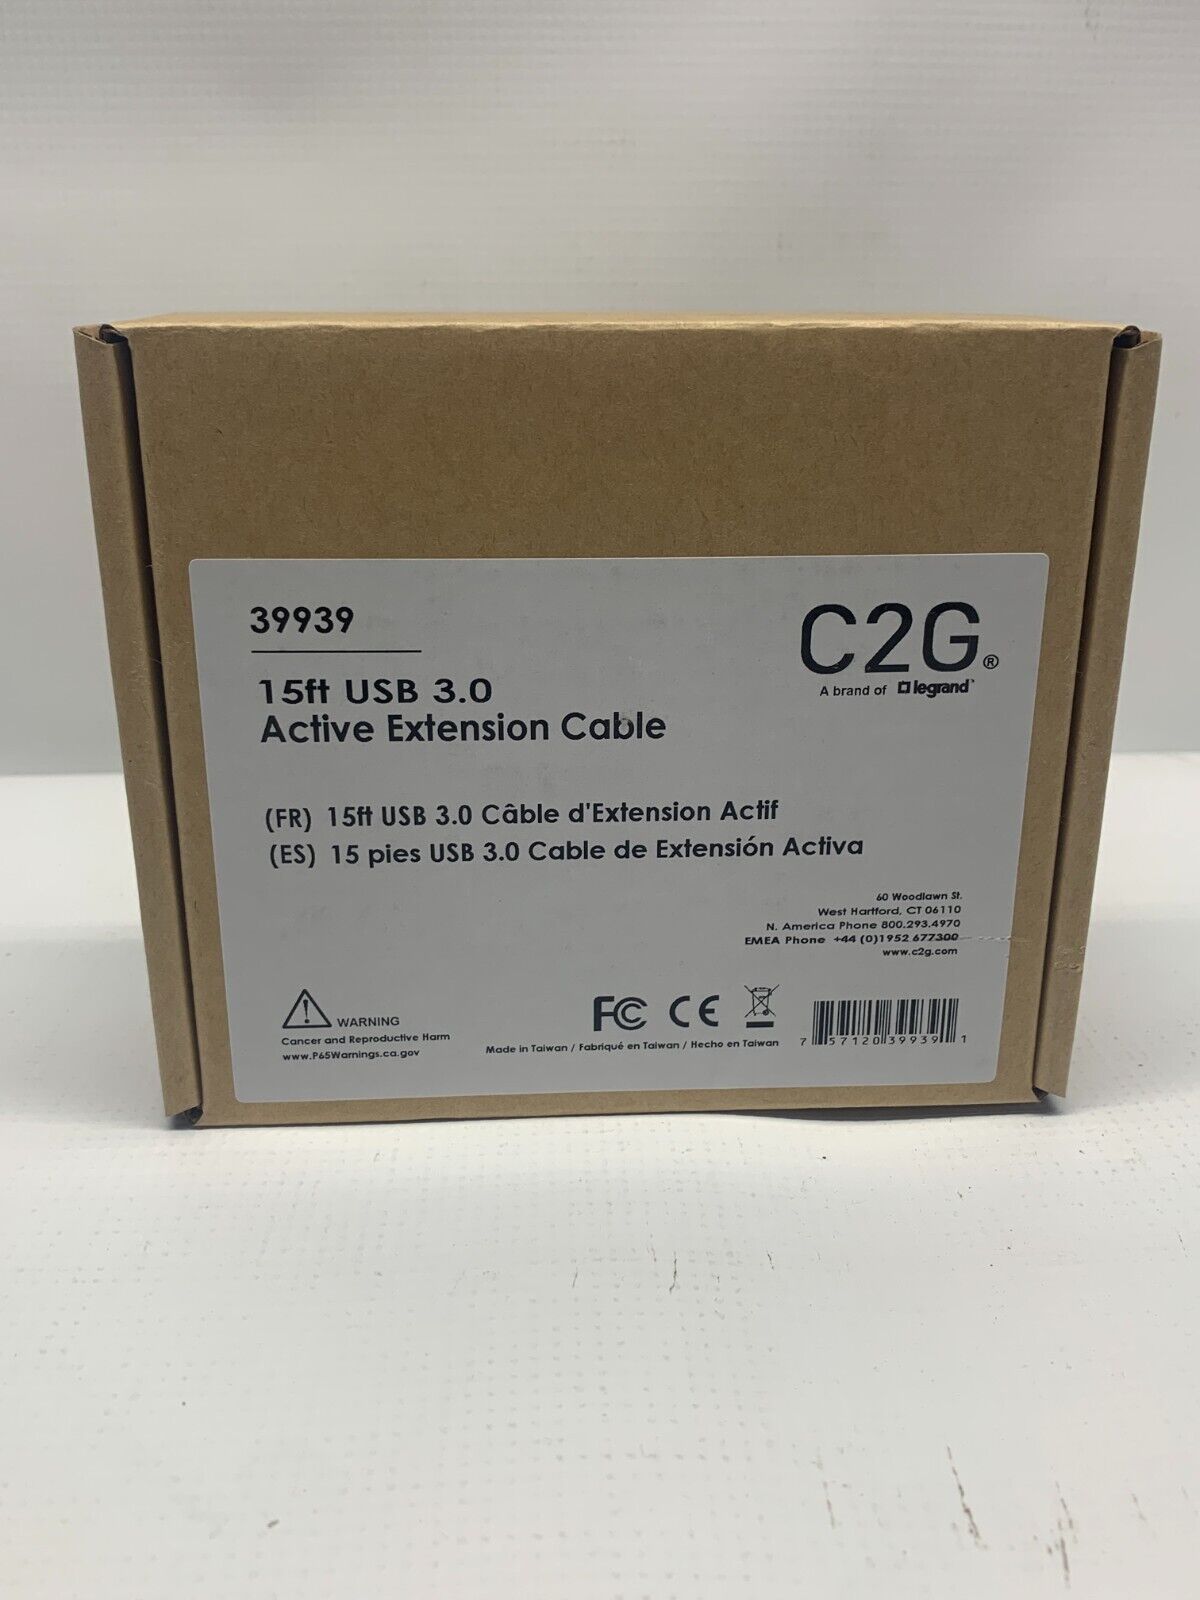 39939
C2G®
A brand of legrand™
15ft USB 3.0
Active Extension Cable
(FR) 15ft USB 3.0 Câble d'Extension Actif
(ES) 15 pies USB 3.0 Cable de Extensión Activa
60 Woodlawn St.
West Hartford, CT 06110
N. America Phone 800.293.4970
EMEA Phone +44 (0)1952 677300
www.c2g.com
WARNING
Cancer and Reproductive Harm
www.P65Warnings.ca.gov
FC CE
Made in Taiwan / Fabriqué en Taiwan / Hecho en Taiwan
7 57120 39939 1